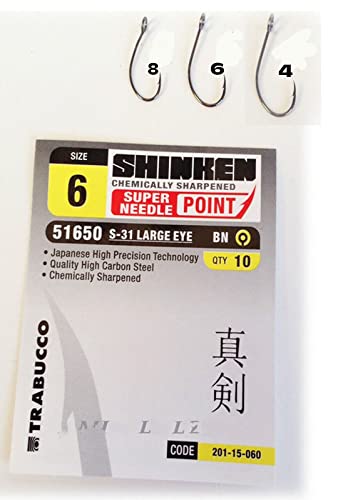 8 6 4
SIZE
6
SHINKEN
CHEMICALLY SHARPENED
SUPER
NEEDLE
POINT
51650 S-31 LARGE EYE BN
• Japanese High Precision Technology
• Quality High Carbon Steel
• Chemically Sharpened
QTY 10
真剣
TRABUCCO
CODE 201-15-060